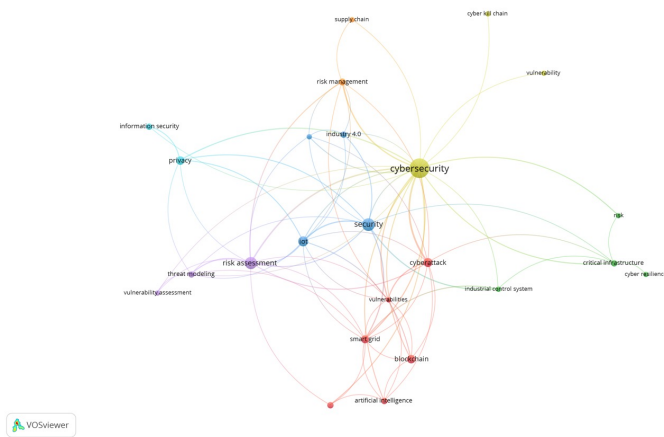 supply chain
cyber kill chain
vulnerability
risk management
information security
industry 4.0
privacy
cybersecurity
risk
security
iot
risk assessment
cyberattack
critical infrastructure
threat modeling
cyber resilienc
vulnerability assessment
industrial control system
vulnerabilities
smart grid
blockchain
artificial intelligence
VOSviewer